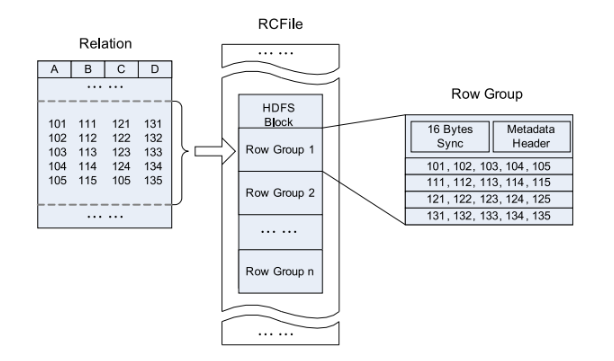 Relation
A B C D
... ...
101 111 121 131
102 112 122 132
103 113 123 133
104 114 124 134
105 115 105 135
... ...
RCFile
... ...
HDFS
Block
Row Group 1
Row Group 2
... ...
Row Group n
... ...
Row Group
16 Bytes
Sync
Metadata
Header
101, 102, 103, 104, 105
111, 112, 113, 114, 115
121, 122, 123, 124, 125
131, 132, 133, 134, 135